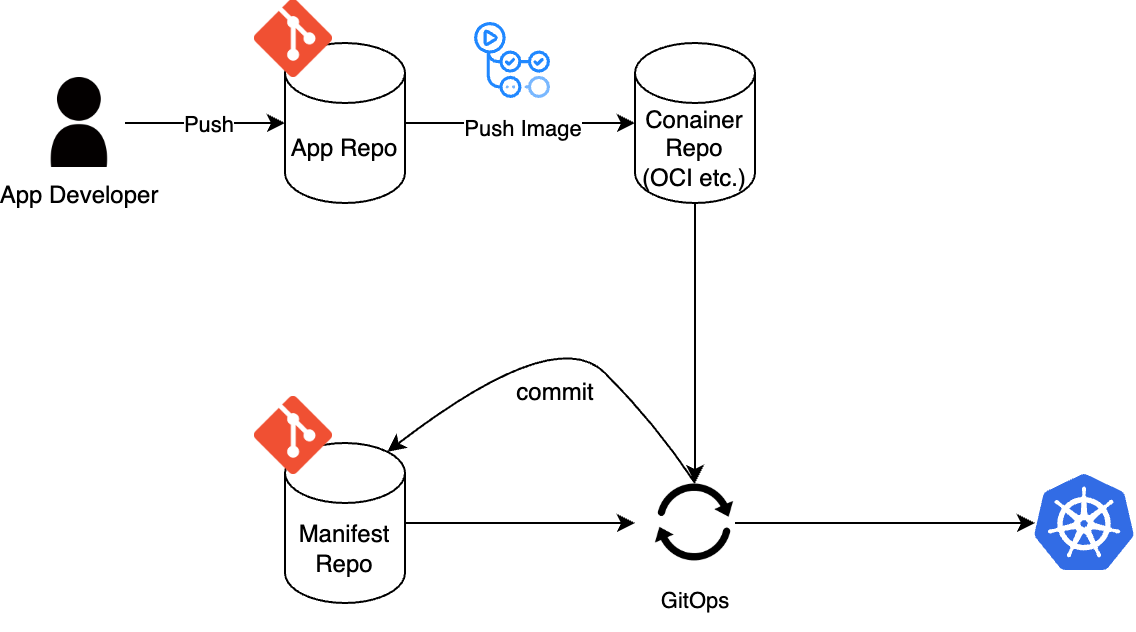 Push
App Repo
Push Image
Conainer
Repo
(OCI etc.)
App Developer
commit
Manifest
Repo
GitOps